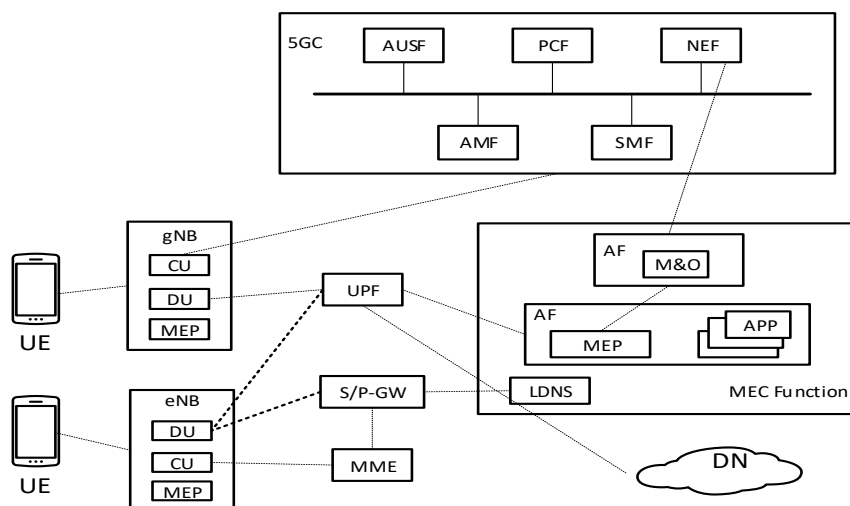 5GC
AUSF
PCF
NEF
AMF
SMF
gNB
CU
DU
MEP
UE
UPF
AF
M&O
AF
MEP
APP
LDNS
MEC Function
eNB
DU
CU
MEP
UE
S/P-GW
MME
DN